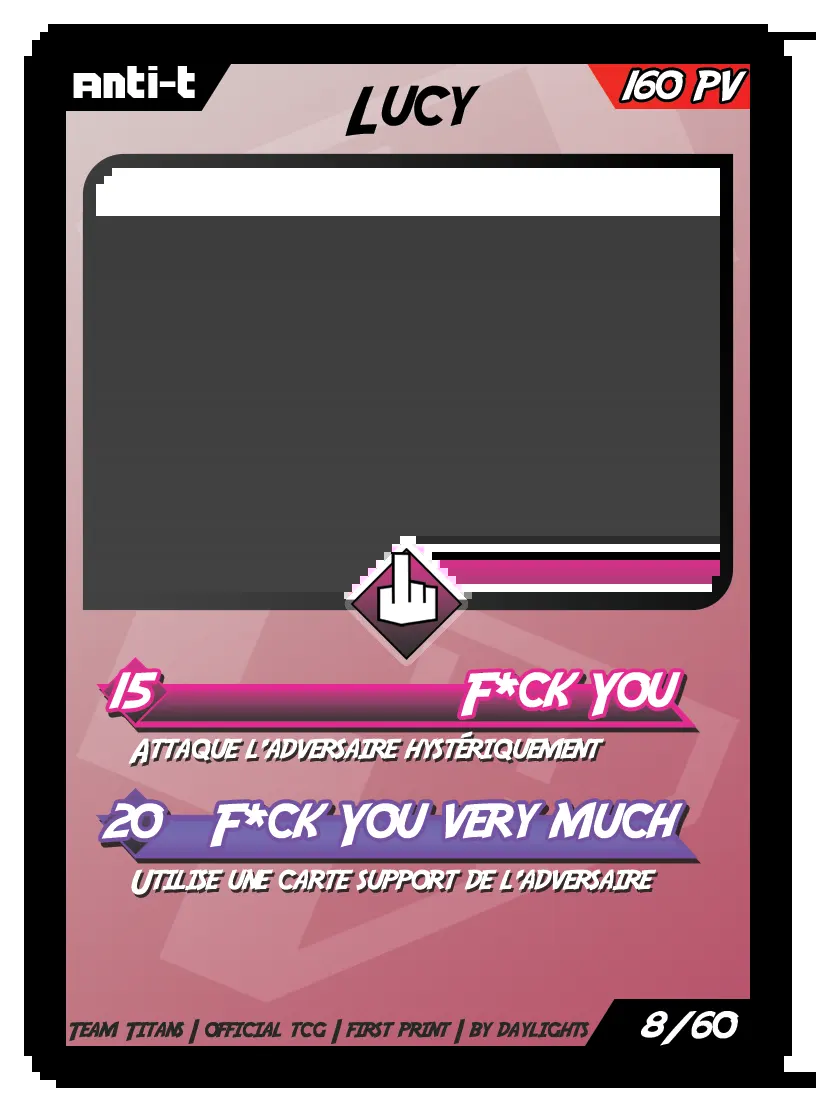 anti-t
Lucy
160 PV
15 F*ck You
Attaque l'adversaire hystériquement
20 F*ck You very Much
Utilise une carte support de l'adversaire
Team Titans | official tcg | first print | by daylights
8/60